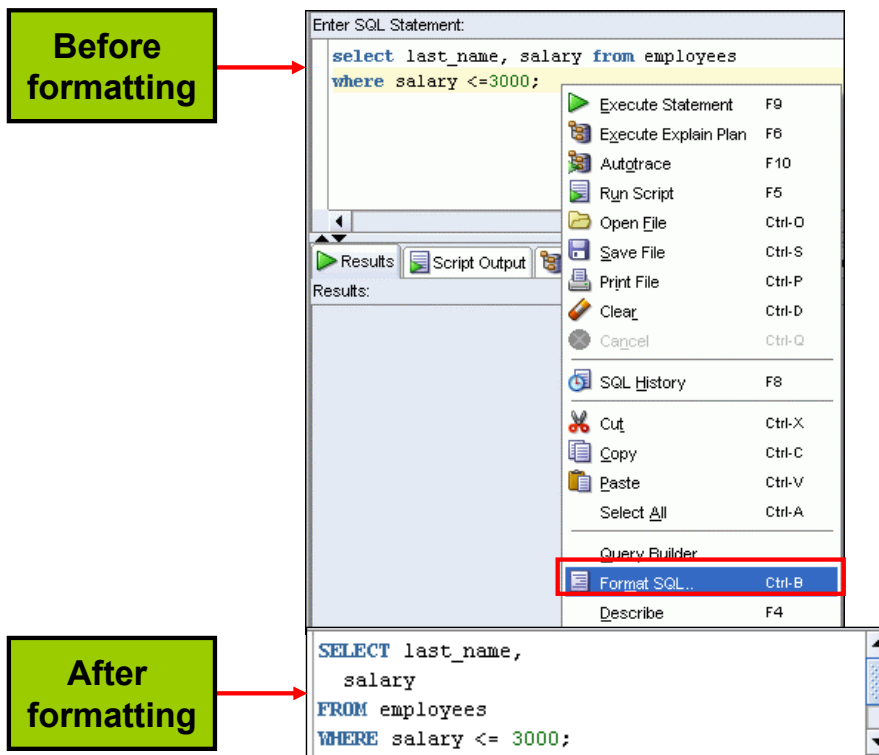 Before
formatting
Enter SQL Statement:
select last_name, salary from employees
where salary <=3000;
Execute Statement F9
Execute Explain Plan F6
Autotrace F10
Run Script F5
Open File Ctrl-O
Save File Ctrl-S
Print File Ctrl-P
Clear Ctrl-D
Cancel Ctrl-Q
SQL History F8
Cut Ctrl-X
Copy Ctrl-C
Paste Ctrl-V
Select All Ctrl-A
Query Builder
Format SQL.. Ctrl-B
Describe F4
Results Script Output
Results:
After
formatting
SELECT last_name,
salary
FROM employees
WHERE salary <= 3000;